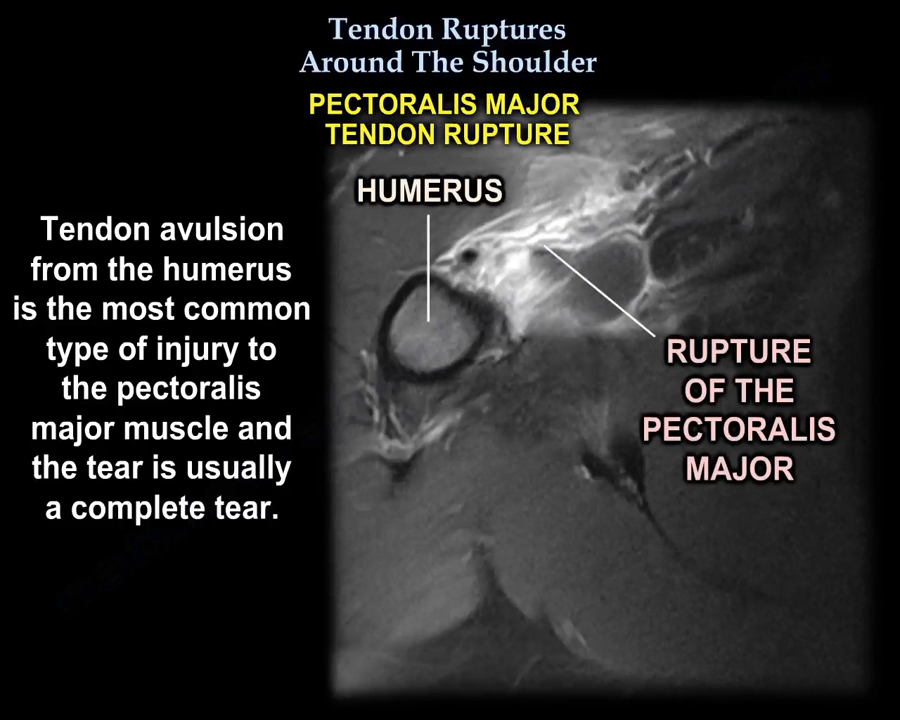 Tendon Ruptures
Around The Shoulder
PECTORALIS MAJOR
TENDON RUPTURE
HUMERUS
Tendon avulsion
from the humerus
is the most common
type of injury to
the pectoralis
major muscle and
the tear is usually
a complete tear.
RUPTURE
OF THE
PECTORALIS
MAJOR